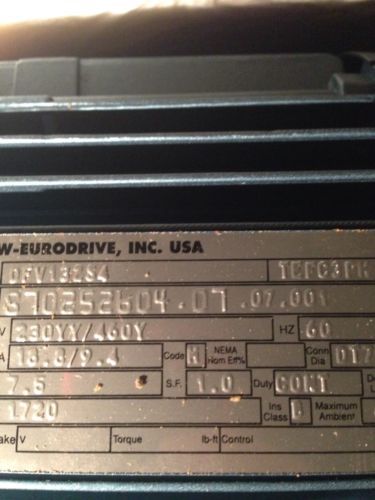 W-EURODRIVE, INC. USA
DFV132S4 TEFC3PH
870252604.07.07.001
V 230YY/460Y HZ 60
A 18.8/9.4 Code H NEMA Nom Eff% Conn Dia DT7
7.5 S.F. 1.0 Duty CONT
1720 Ins Class B Maximum Ambient
ake V Torque lb-ft Control